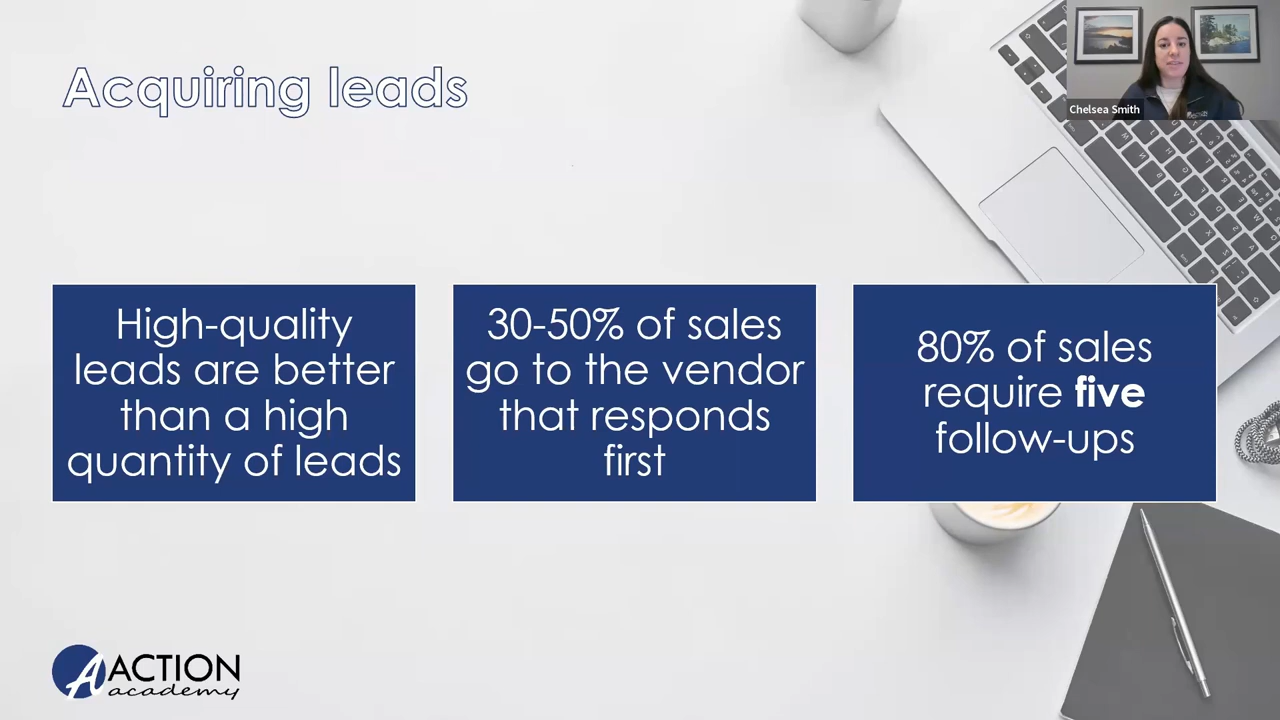 Acquiring leads
Chelsea Smith
High-quality
leads are better
than a high
quantity of leads
30-50% of sales
go to the vendor
that responds
first
80% of sales
require five
follow-ups
A ACTION
academy